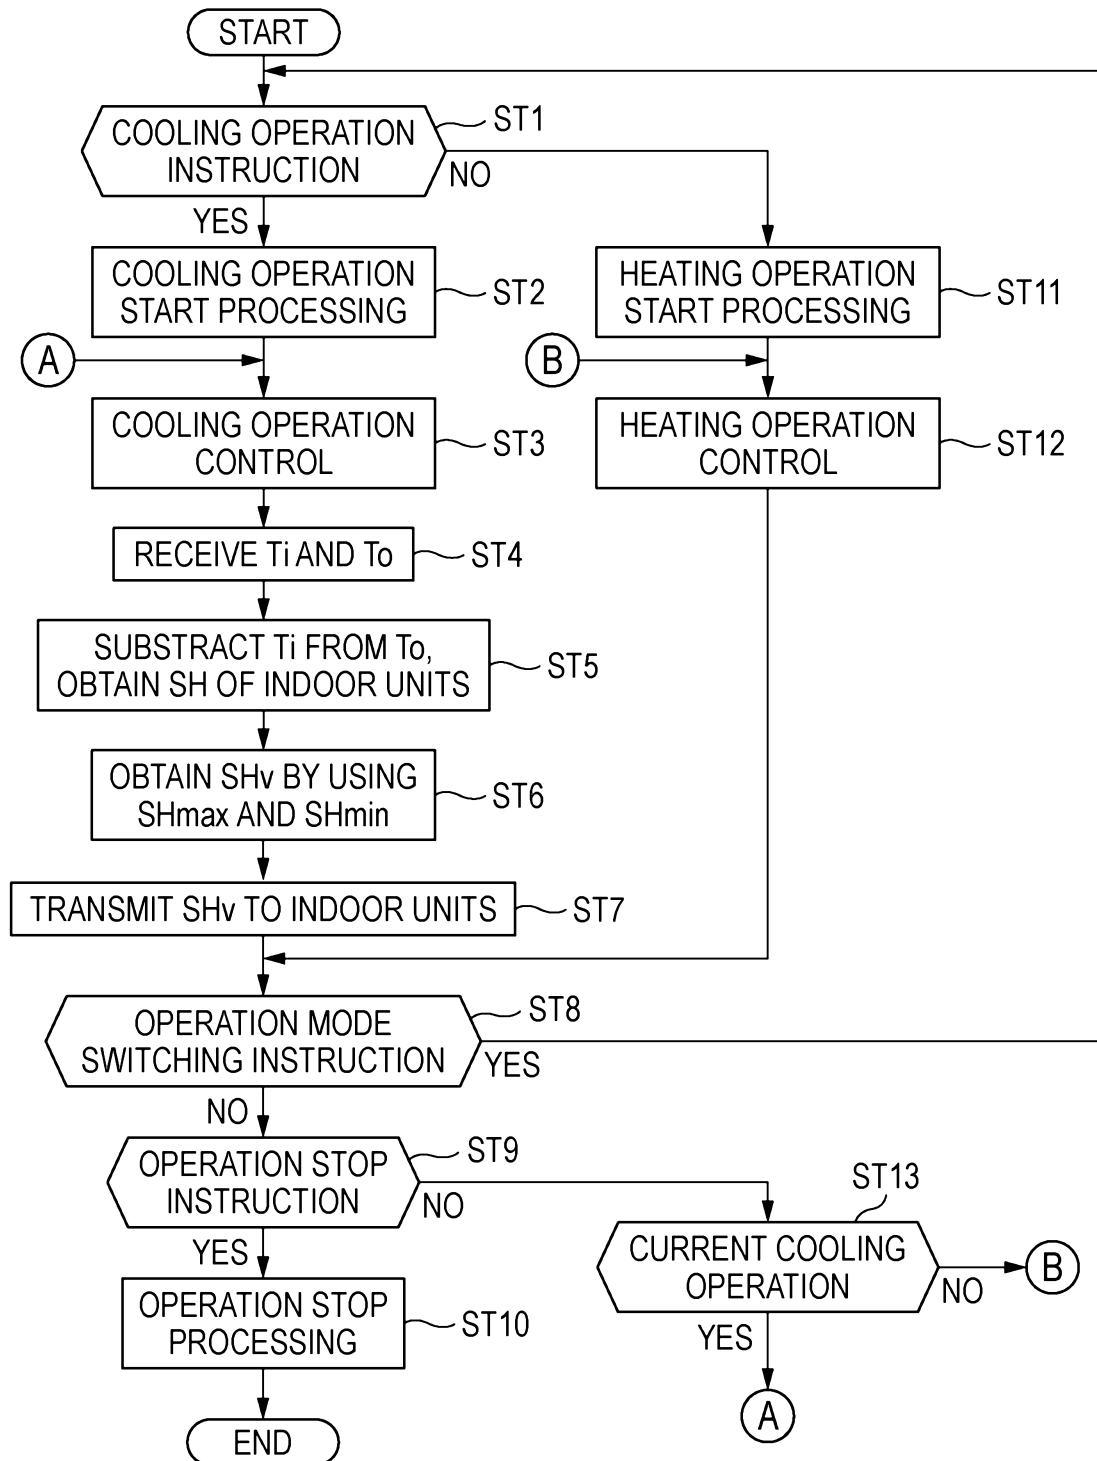 START
COOLING OPERATION
INSTRUCTION
ST1
NO
YES
COOLING OPERATION
START PROCESSING
ST2
HEATING OPERATION
START PROCESSING
ST11
A
B
COOLING OPERATION
CONTROL
ST3
HEATING OPERATION
CONTROL
ST12
RECEIVE Ti AND To
ST4
SUBSTRACT Ti FROM To,
OBTAIN SH OF INDOOR UNITS
ST5
OBTAIN SHv BY USING
SHmax AND SHmin
ST6
TRANSMIT SHv TO INDOOR UNITS
ST7
OPERATION MODE
SWITCHING INSTRUCTION
ST8
YES
NO
OPERATION STOP
INSTRUCTION
ST9
NO
YES
ST13
CURRENT COOLING
OPERATION
NO
B
YES
A
OPERATION STOP
PROCESSING
ST10
END